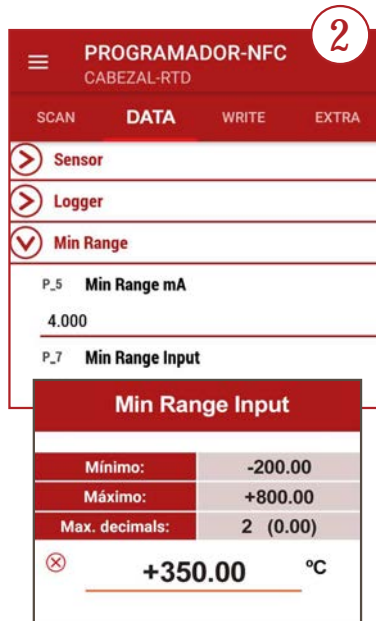 2
PROGRAMADOR-NFC
CABEZAL-RTD
SCAN DATA WRITE EXTRA
Sensor
Logger
Min Range
P_5 Min Range mA
4.000
P_7 Min Range Input
Min Range Input
Mínimo: -200.00
Máximo: +800.00
Max. decimals: 2 (0.00)
+350.00 ºC